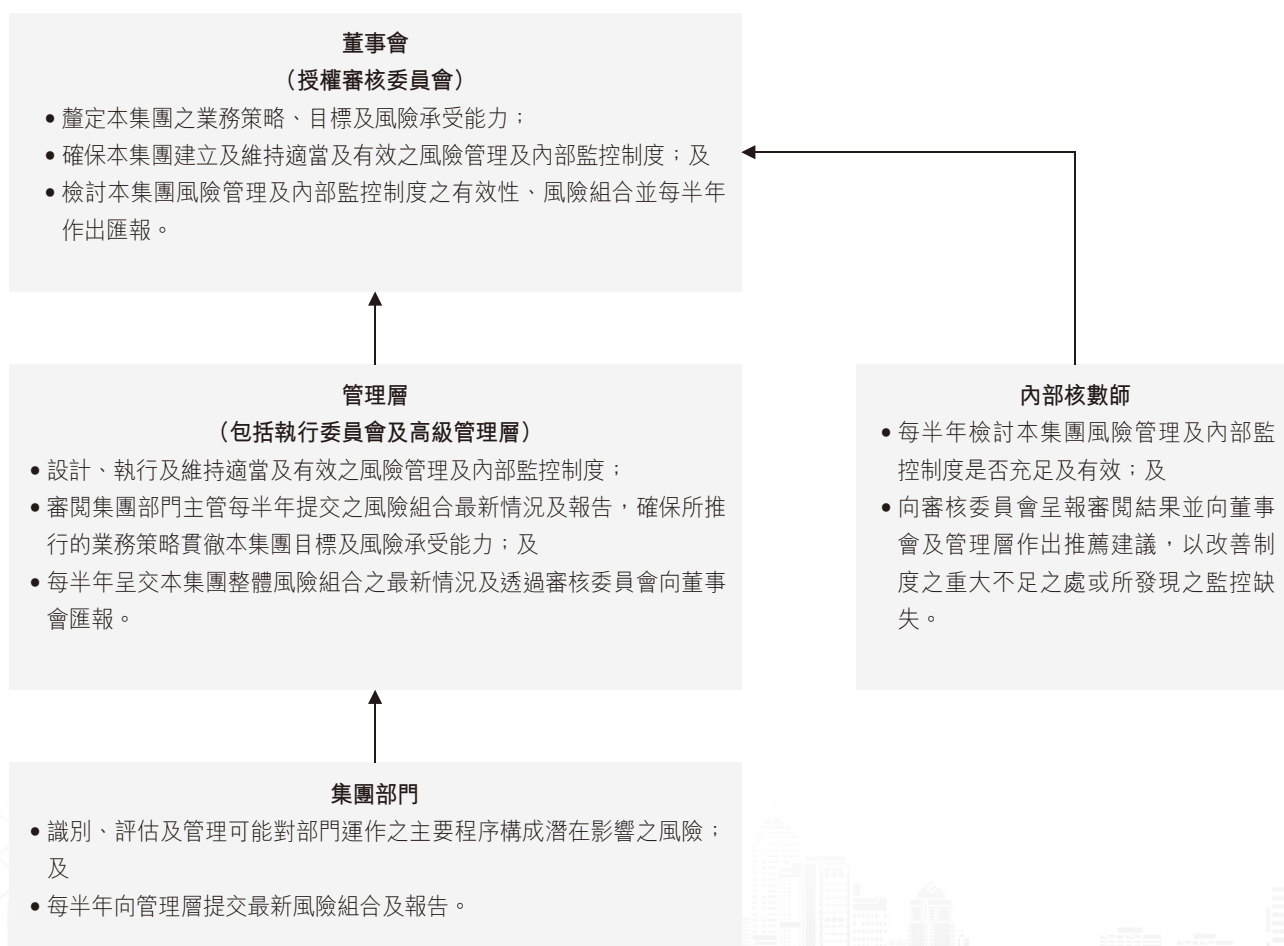 董事會
（授權審核委員會）
• 釐定本集團之業務策略、目標及風險承受能力；
• 確保本集團建立及維持適當及有效之風險管理及內部監控制度；及
• 檢討本集團風險管理及內部監控制度之有效性、風險組合並每半年
作出匯報。
管理層
（包括執行委員會及高級管理層）
• 設計、執行及維持適當及有效之風險管理及內部監控制度；
• 審閱集團部門主管每半年提交之風險組合最新情況及報告，確保所推
行的業務策略貫徹本集團目標及風險承受能力；及
• 每半年呈交本集團整體風險組合之最新情況及透過審核委員會向董事
會匯報。
內部核數師
• 每半年檢討本集團風險管理及內部監
控制度是否充足及有效；及
• 向審核委員會呈報審閱結果並向董事
會及管理層作出推薦建議，以改善制
度之重大不足之處或所發現之監控缺
失。
集團部門
• 識別、評估及管理可能對部門運作之主要程序構成潛在影響之風險；
及
• 每半年向管理層提交最新風險組合及報告。